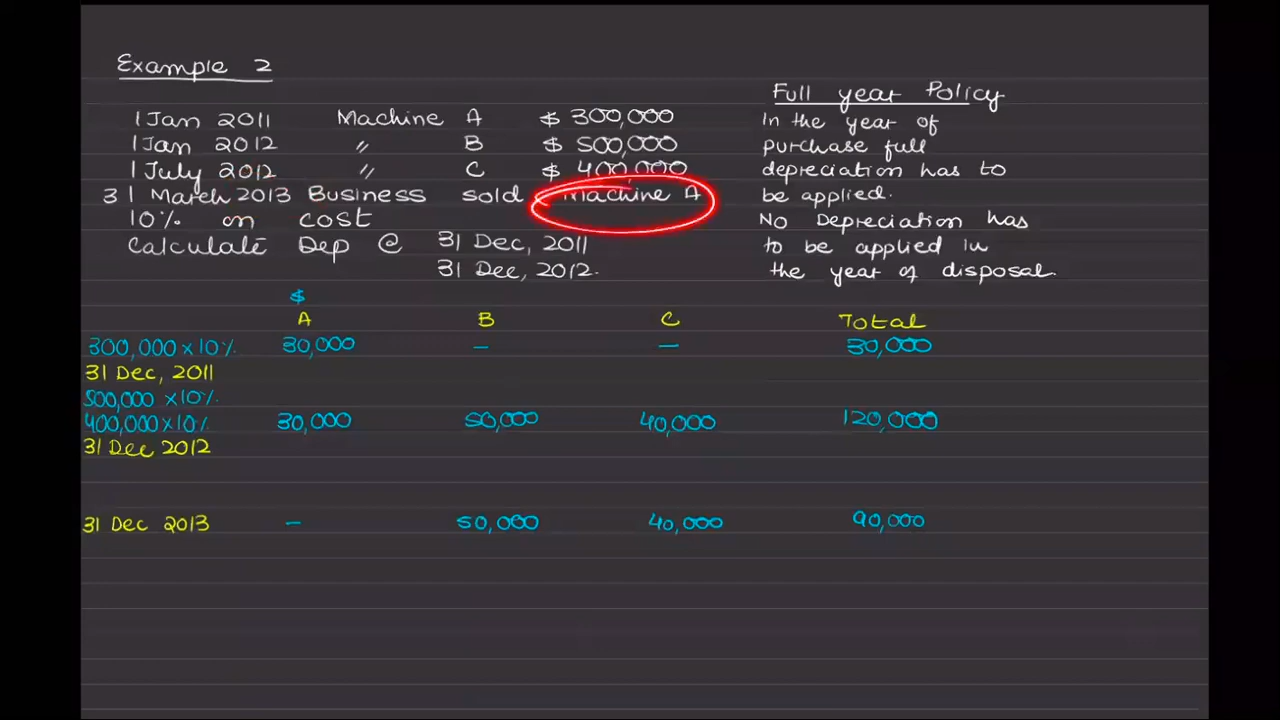 Example 2
1 Jan 2011 Machine A $ 300,000
1 Jan 2012 " B $ 500,000
1 July 2012 " C $ 400,000
31 March 2013 Business sold Machine A
10% on cost
Calculate Dep @ 31 Dec, 2011
31 Dec, 2012.
Full year Policy
In the year of
purchase full
depreciation has to
be applied.
No Depreciation has
to be applied in
the year of disposal.
$
A B C Total
300,000 x 10% 30,000 — — 30,000
31 Dec, 2011
500,000 x 10%
400,000 x 10% 30,000 50,000 40,000 120,000
31 Dec 2012
31 Dec 2013 — 50,000 40,000 90,000